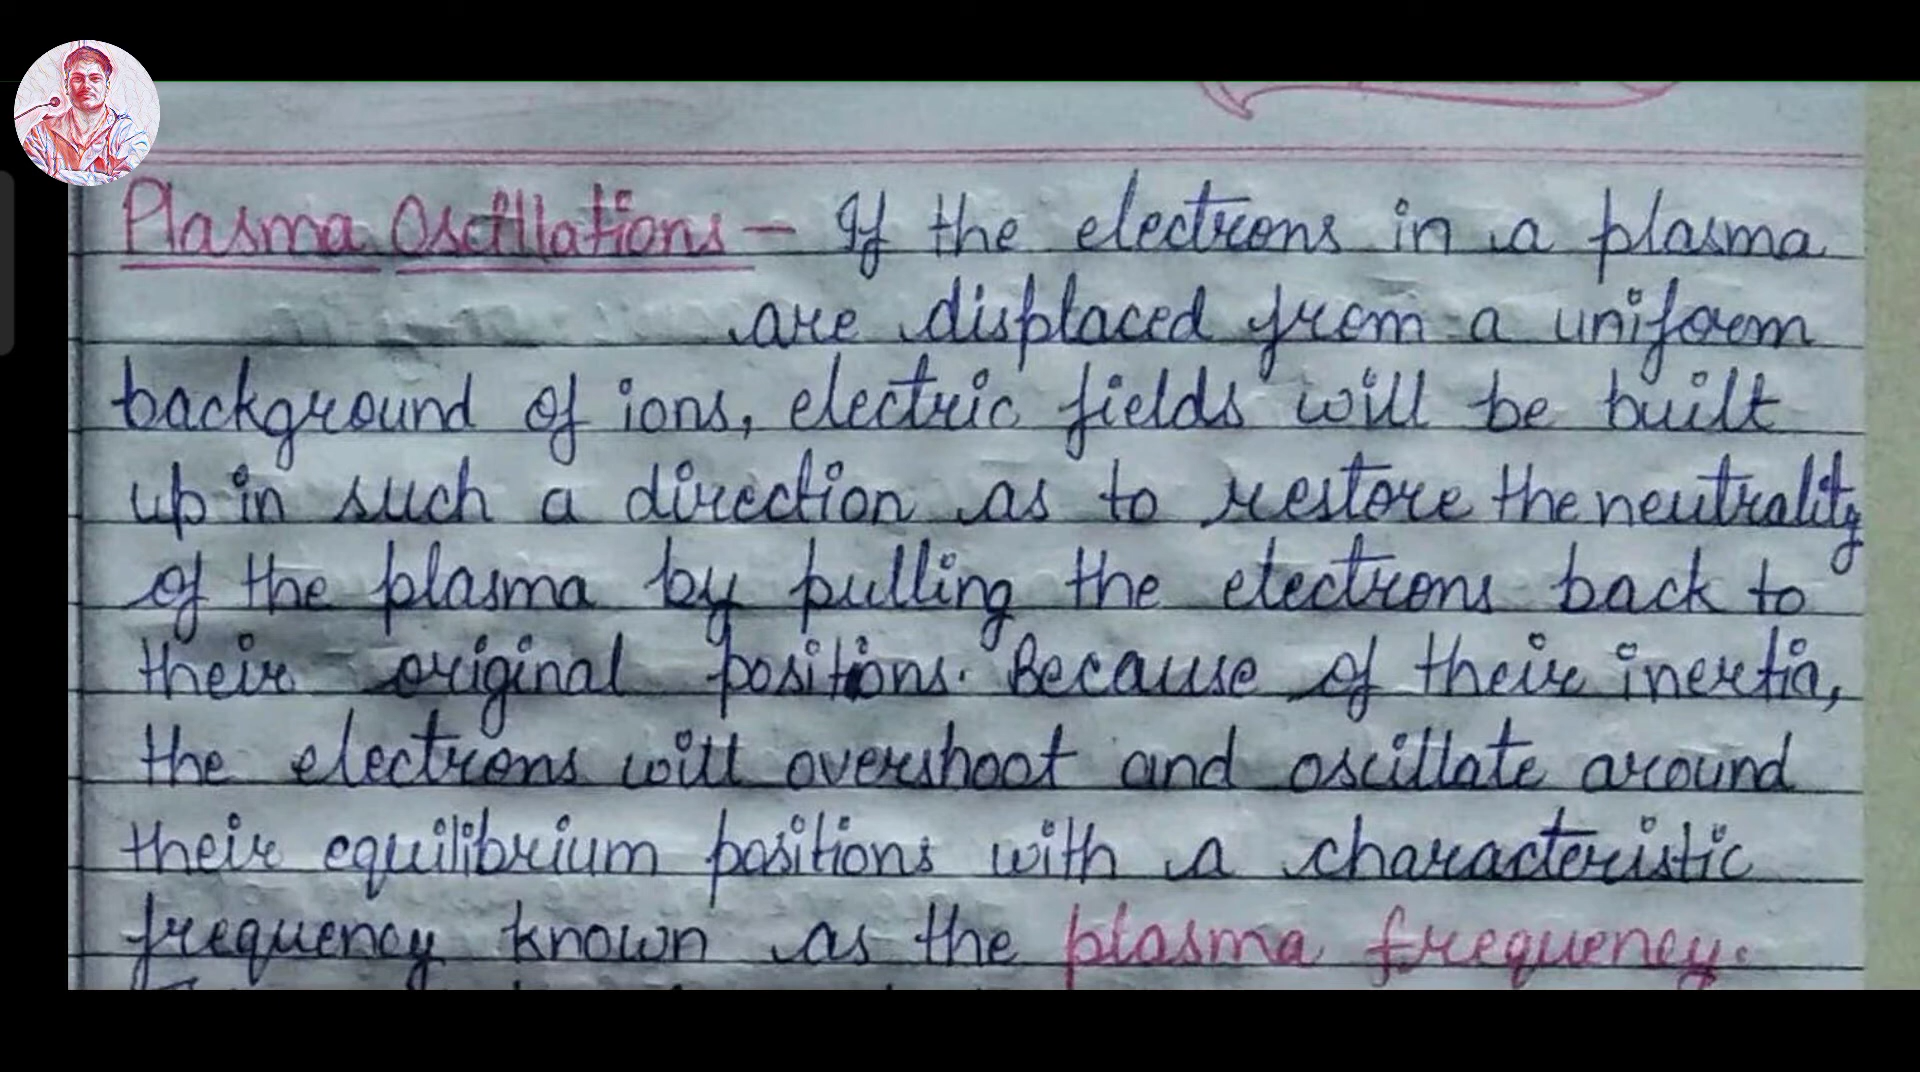 Plasma Oscillations - If the electrons in a plasma
are displaced from a uniform
background of ions, electric fields will be built
up in such a direction as to restore the neutrality
of the plasma by pulling the electrons back to
their original positions. Because of their inertia,
the electrons will overshoot and oscillate around
their equilibrium positions with a characteristic
frequency known as the plasma frequency.